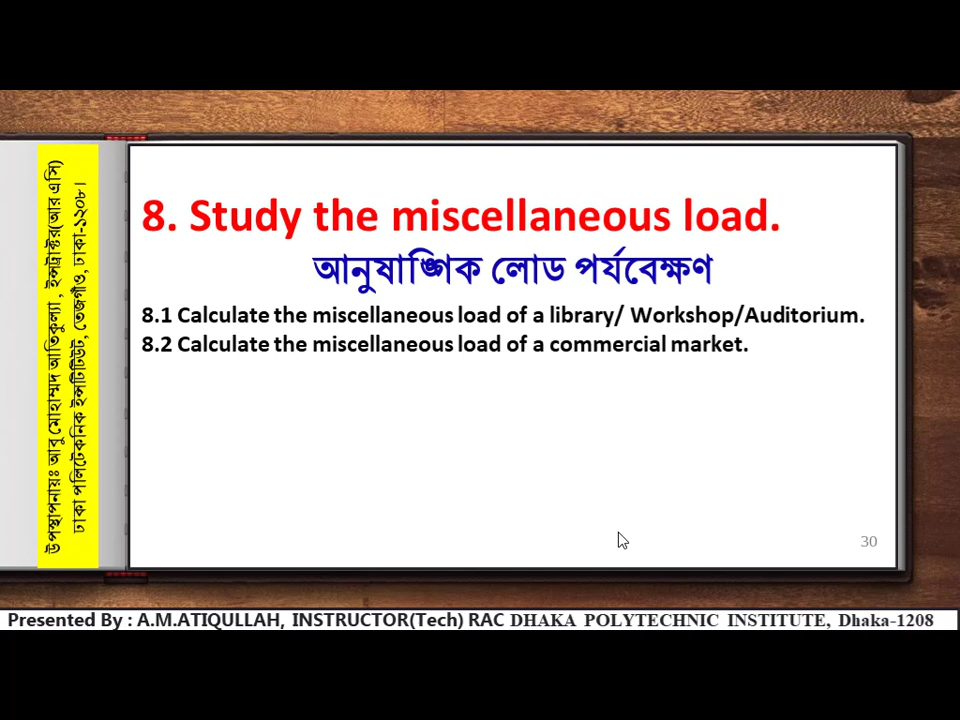 8. Study the miscellaneous load.
আনুষাঙ্গিক লোড পর্যবেক্ষণ
8.1 Calculate the miscellaneous load of a library/ Workshop/Auditorium.
8.2 Calculate the miscellaneous load of a commercial market.
30
উপস্থাপনায়ঃ আবু মোহাম্মদ আতিকুল্যা , ইন্সট্রাক্টর(আর এসি)
ঢাকা পলিটেকনিক ইন্সটিটিউট, তেজগাঁও, ঢাকা-১২০৮।
Presented By : A.M.ATIQULLAH, INSTRUCTOR(Tech) RAC DHAKA POLYTECHNIC INSTITUTE, Dhaka-1208